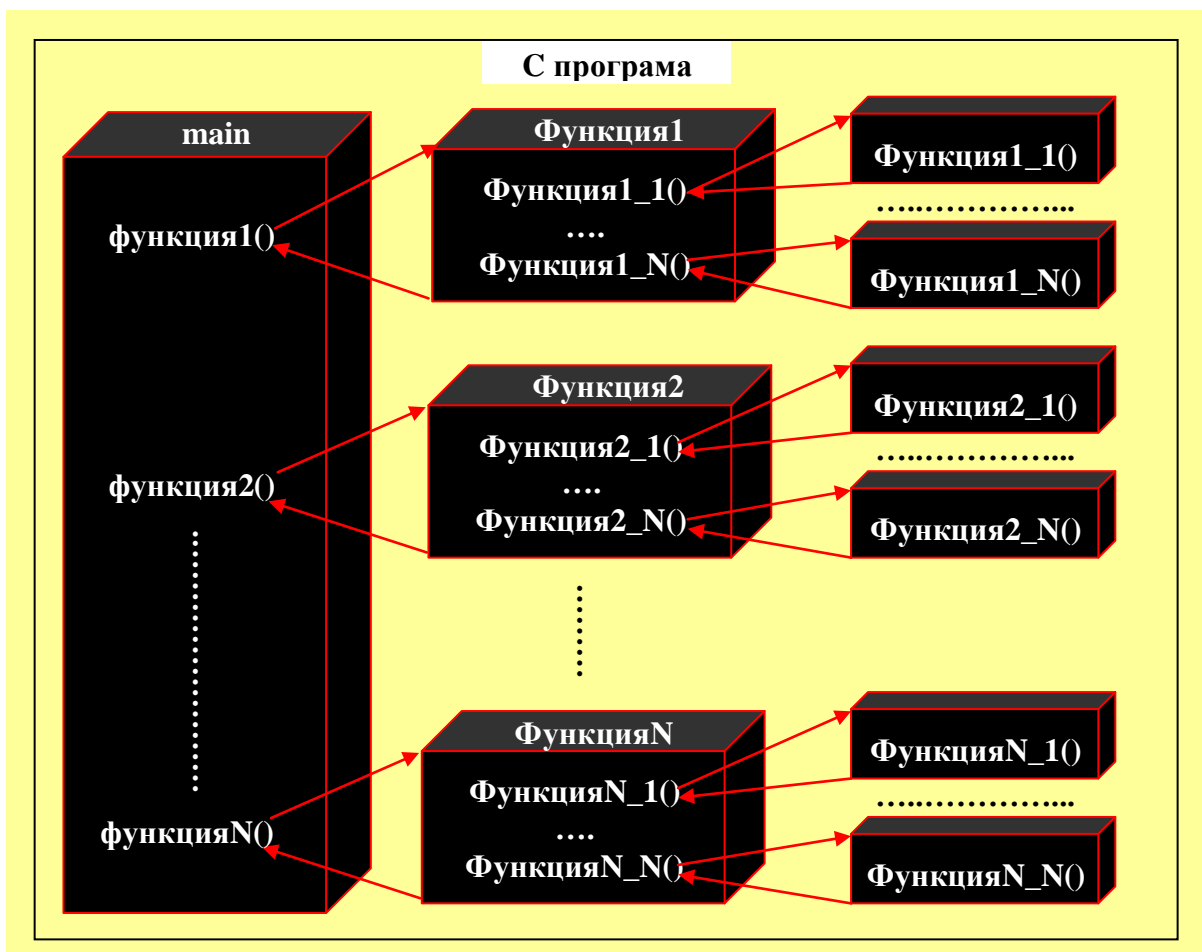 С програма
main
функция1()
функция2()
функцияN()
Функция1
Функция1_1()
....
Функция1_N()
Функция1_1()
Функция1_N()
Функция2
Функция2_1()
....
Функция2_N()
Функция2_1()
Функция2_N()
ФункцияN
ФункцияN_1()
....
ФункцияN_N()
ФункцияN_1()
ФункцияN_N()